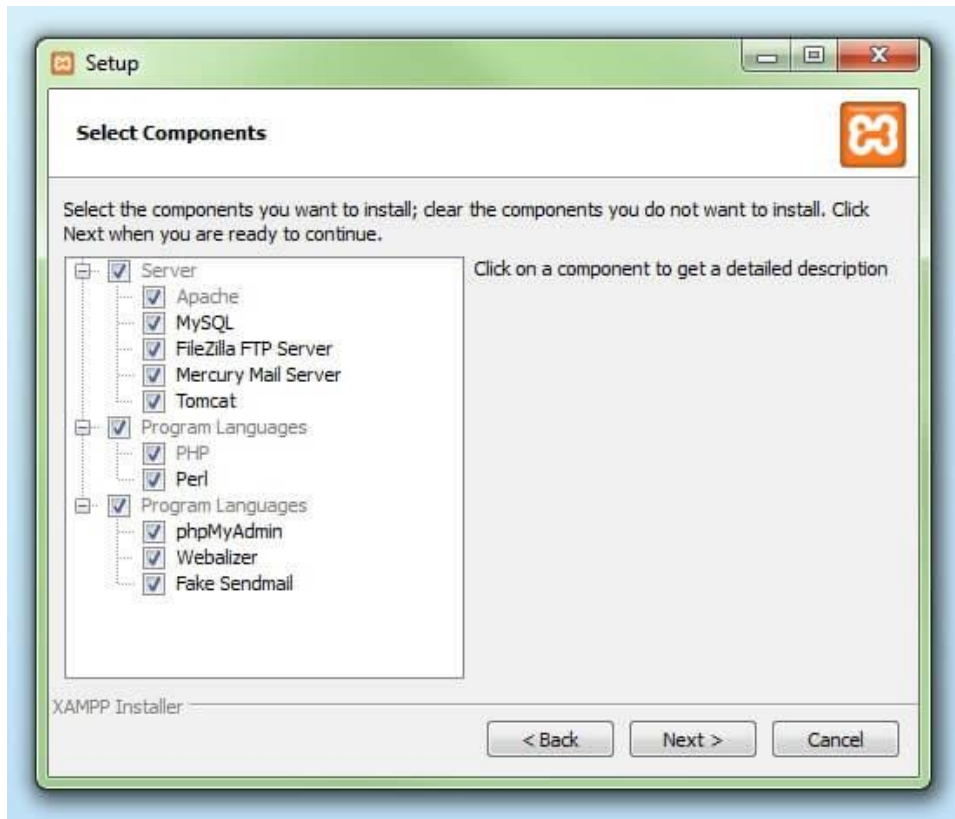 Setup
Select Components
Select the components you want to install; clear the components you do not want to install. Click
Next when you are ready to continue.
Server
Apache
MySQL
FileZilla FTP Server
Mercury Mail Server
Tomcat
Program Languages
PHP
Perl
Program Languages
phpMyAdmin
Webalizer
Fake Sendmail
Click on a component to get a detailed description
XAMPP Installer
< Back
Next >
Cancel